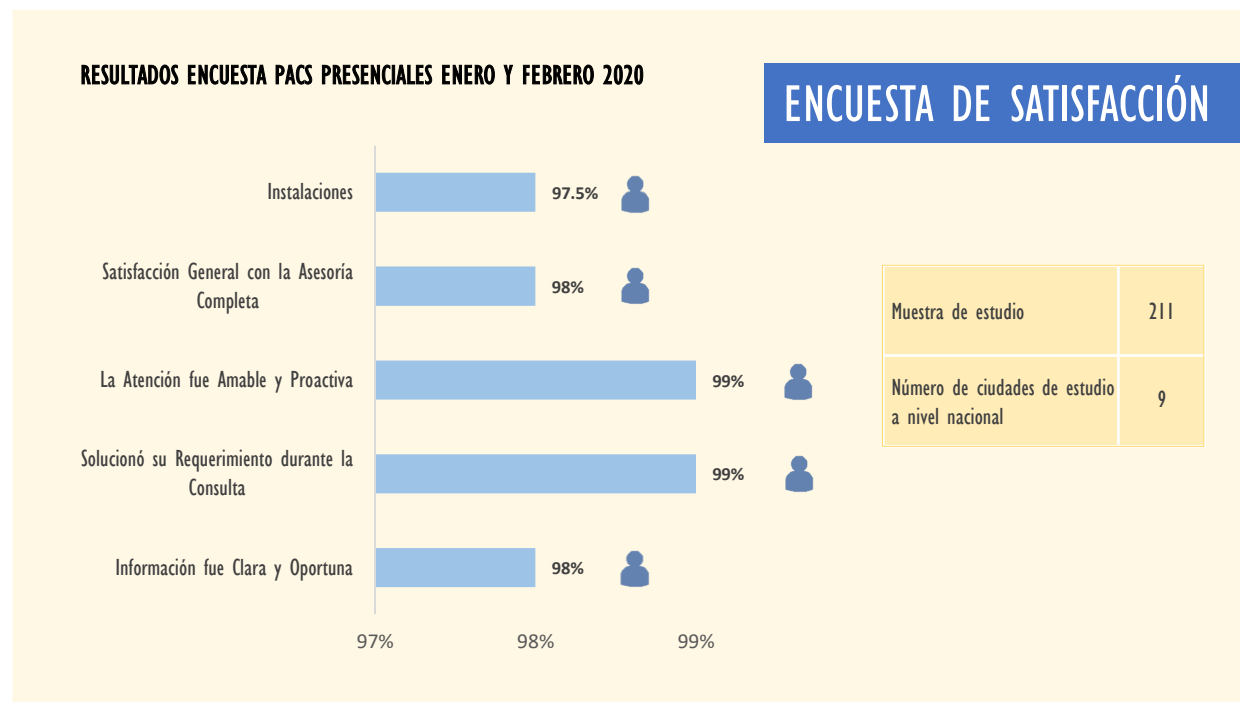 RESULTADOS ENCUESTA PACS PRESENCIALES ENERO Y FEBRERO 2020
ENCUESTA DE SATISFACCIÓN
Instalaciones
97.5%
Satisfacción General con la Asesoría
Completa
98%
La Atención fue Amable y Proactiva
99%
Solucionó su Requerimiento durante la
Consulta
99%
Información fue Clara y Oportuna
98%
97%
98%
99%
Muestra de estudio
211
Número de ciudades de estudio
a nivel nacional
9